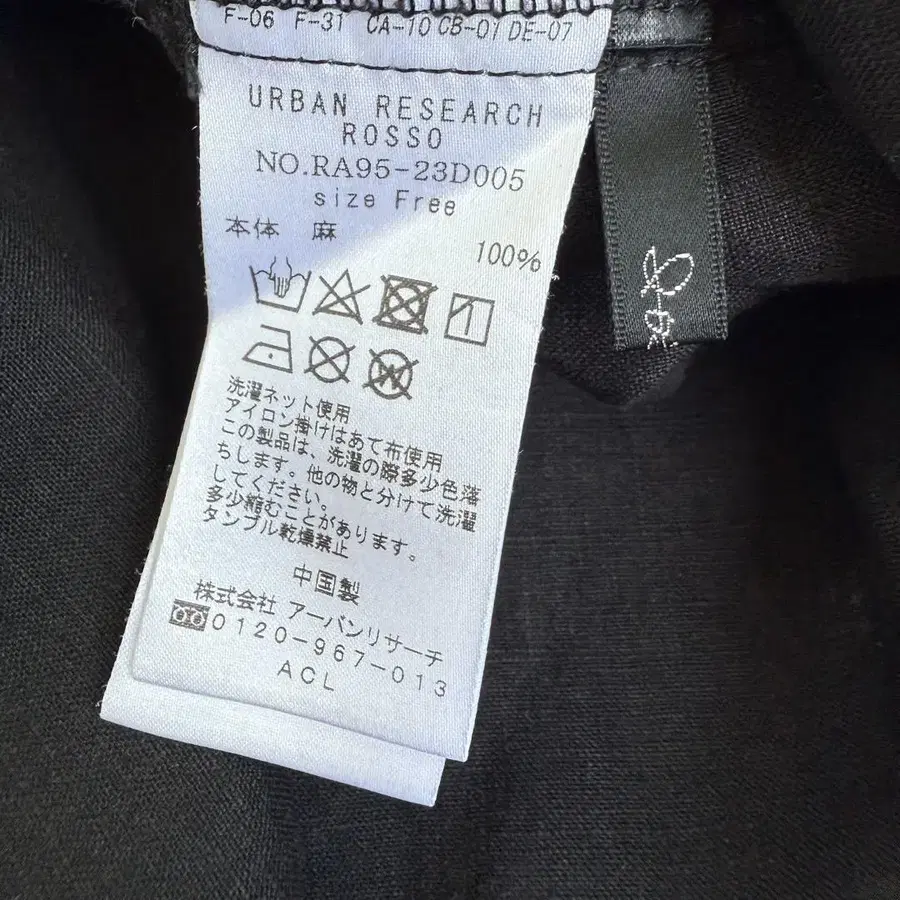 F-06 F-31 CA-10 CB-01 DE-07
URBAN RESEARCH
ROSSO
NO.RA95-23D005
size Free
本体 麻
100%
洗濯ネット使用
アイロン掛けはあて布使用
この製品は、洗濯の際多少色落
ちします。他の物と分けて洗濯
してください。
多少縮むことがあります。
タンブル乾燥禁止
中国製
株式会社 アーバンリサーチ
0120-967-013
ACL